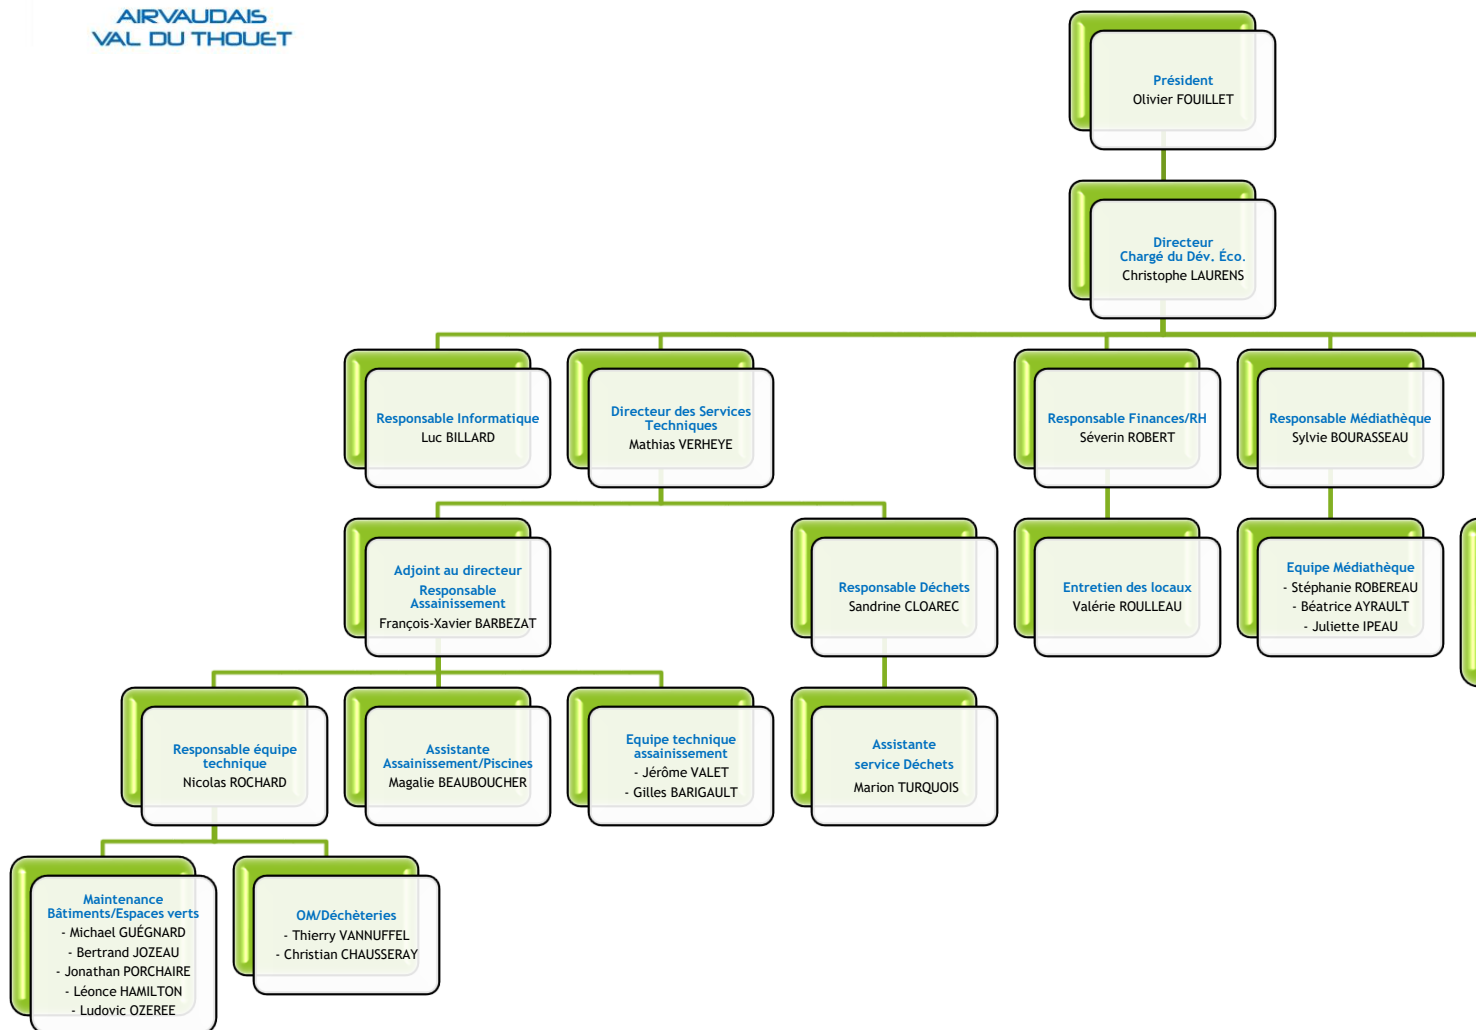 AIRVAUDAIS
VAL DU THOUET
Président
Olivier FOUILLET
Directeur
Chargé du Dév. Éco.
Christophe LAURENS
Responsable Informatique
Luc BILLARD
Directeur des Services
Techniques
Mathias VERHEYE
Responsable Finances/RH
Séverin ROBERT
Responsable Médiathèque
Sylvie BOURASSEAU
Adjoint au directeur
Responsable
Assainissement
François-Xavier BARBEZAT
Responsable Déchets
Sandrine CLOAREC
Entretien des locaux
Valérie ROULLEAU
Equipe Médiathèque
- Stéphanie ROBEREAU
- Béatrice AYRAULT
- Juliette IPEAU
Responsable équipe
technique
Nicolas ROCHARD
Assistante
Assainissement/Piscines
Magalie BEAUBOUCHER
Equipe technique
assainissement
- Jérôme VALET
- Gilles BARIGAULT
Assistante
service Déchets
Marion TURQUOIS
Maintenance
Bâtiments/Espaces verts
- Michael GUÉGNARD
- Bertrand JOZEAU
- Jonathan PORCHAIRE
- Léonce HAMILTON
- Ludovic OZEREE
OM/Déchèteries
- Thierry VANNUFFEL
- Christian CHAUSSERAY